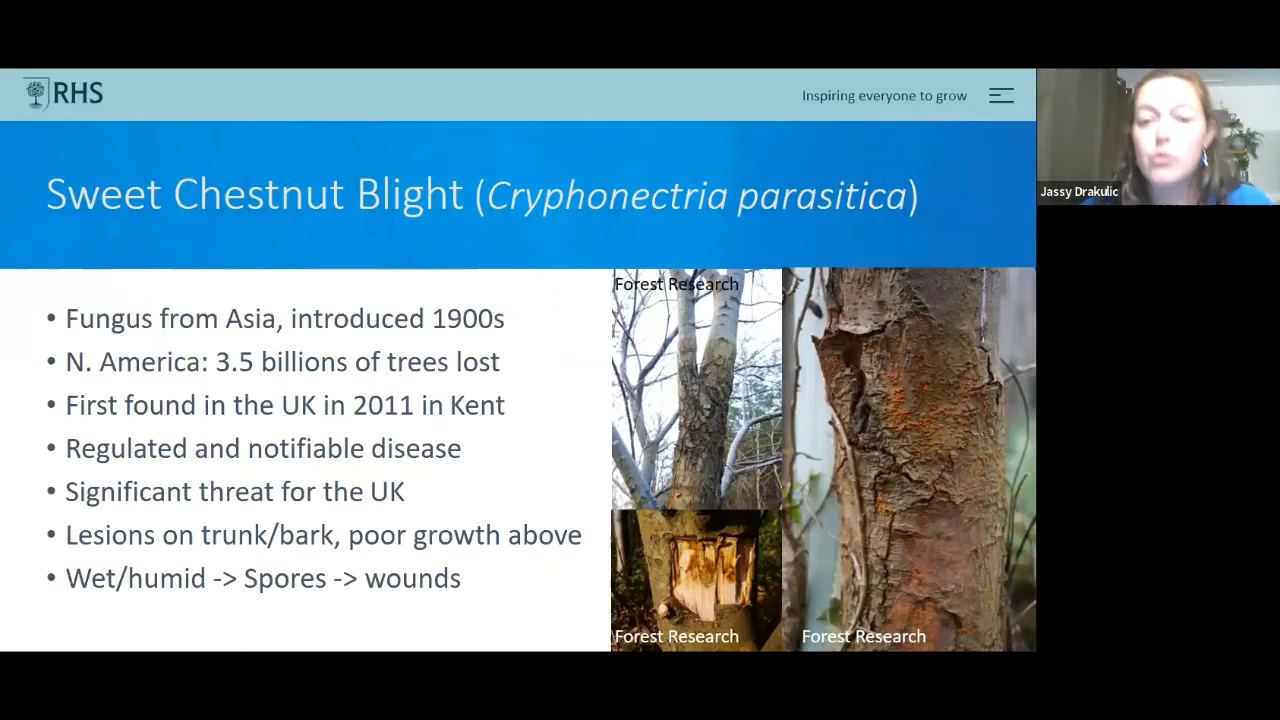 RHS
Inspiring everyone to grow
Sweet Chestnut Blight (Cryphonectria parasitica)
Jassy Drakulic
• Fungus from Asia, introduced 1900s
• N. America: 3.5 billions of trees lost
• First found in the UK in 2011 in Kent
• Regulated and notifiable disease
• Significant threat for the UK
• Lesions on trunk/bark, poor growth above
• Wet/humid -> Spores -> wounds
Forest Research
Forest Research
Forest Research